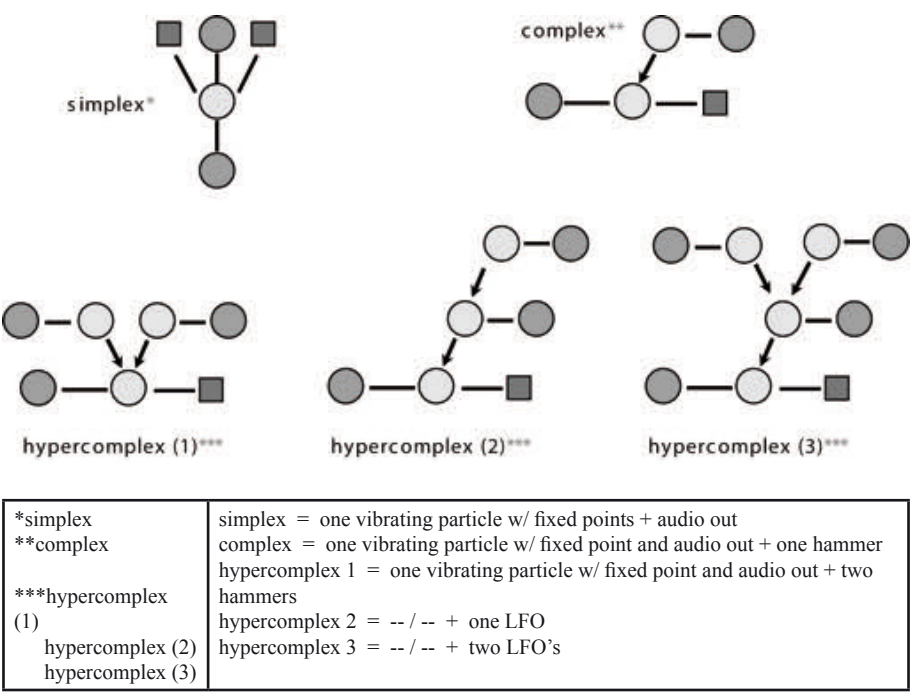 simplex*
complex**
hypercomplex (1)***
hypercomplex (2)***
hypercomplex (3)***
*simplex
**complex
***hypercomplex
(1)
hypercomplex (2)
hypercomplex (3)
simplex = one vibrating particle w/ fixed points + audio out
complex = one vibrating particle w/ fixed point and audio out + one hammer
hypercomplex 1 = one vibrating particle w/ fixed point and audio out + two
hammers
hypercomplex 2 = -- / -- + one LFO
hypercomplex 3 = -- / -- + two LFO’s